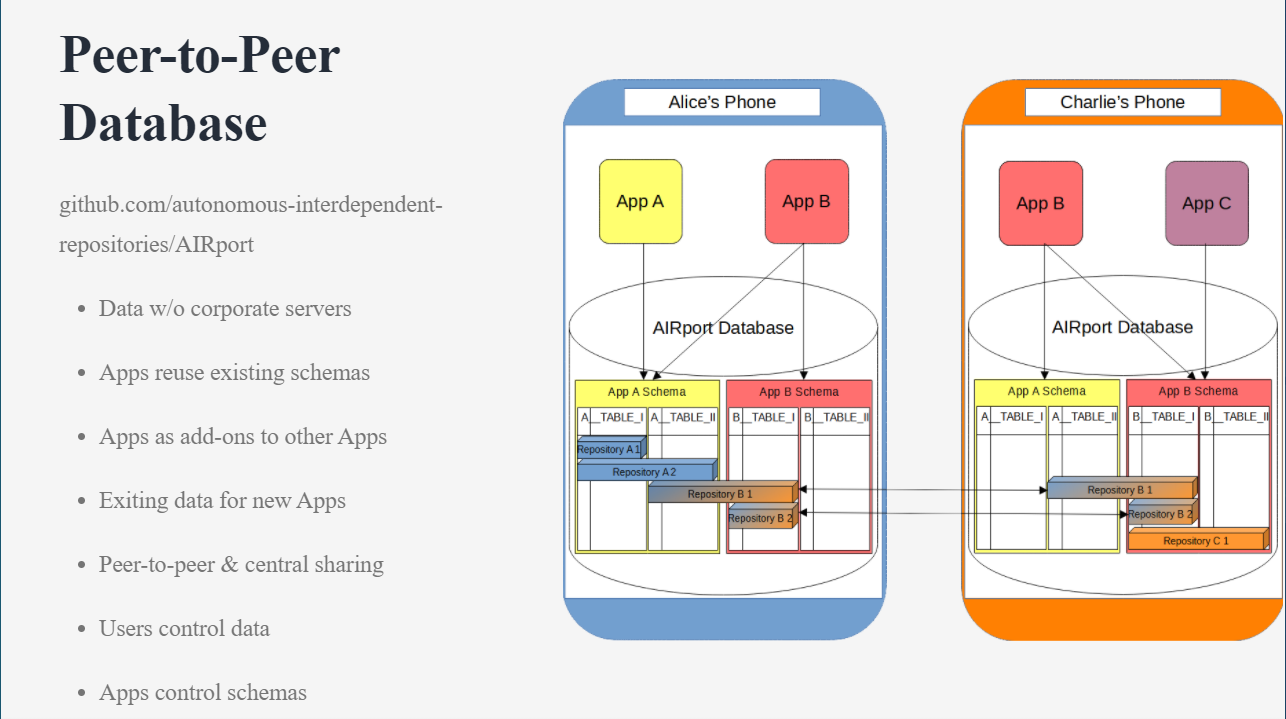 Peer-to-Peer
Database
github.com/autonomous-interdependent-
repositories/AIRport
• Data w/o corporate servers
• Apps reuse existing schemas
• Apps as add-ons to other Apps
• Exiting data for new Apps
• Peer-to-peer & central sharing
• Users control data
• Apps control schemas
Alice's Phone
App A
App B
AIRport Database
App A Schema
App B Schema
A__TABLE_I
A__TABLE_II
B__TABLE_I
B__TABLE_II
Repository A 1
Repository A 2
Repository B 1
Repository B 2
Charlie's Phone
App B
App C
AIRport Database
App A Schema
App B Schema
A__TABLE_I
A__TABLE_II
B__TABLE_I
B__TABLE_II
Repository B 1
Repository B 2
Repository C 1